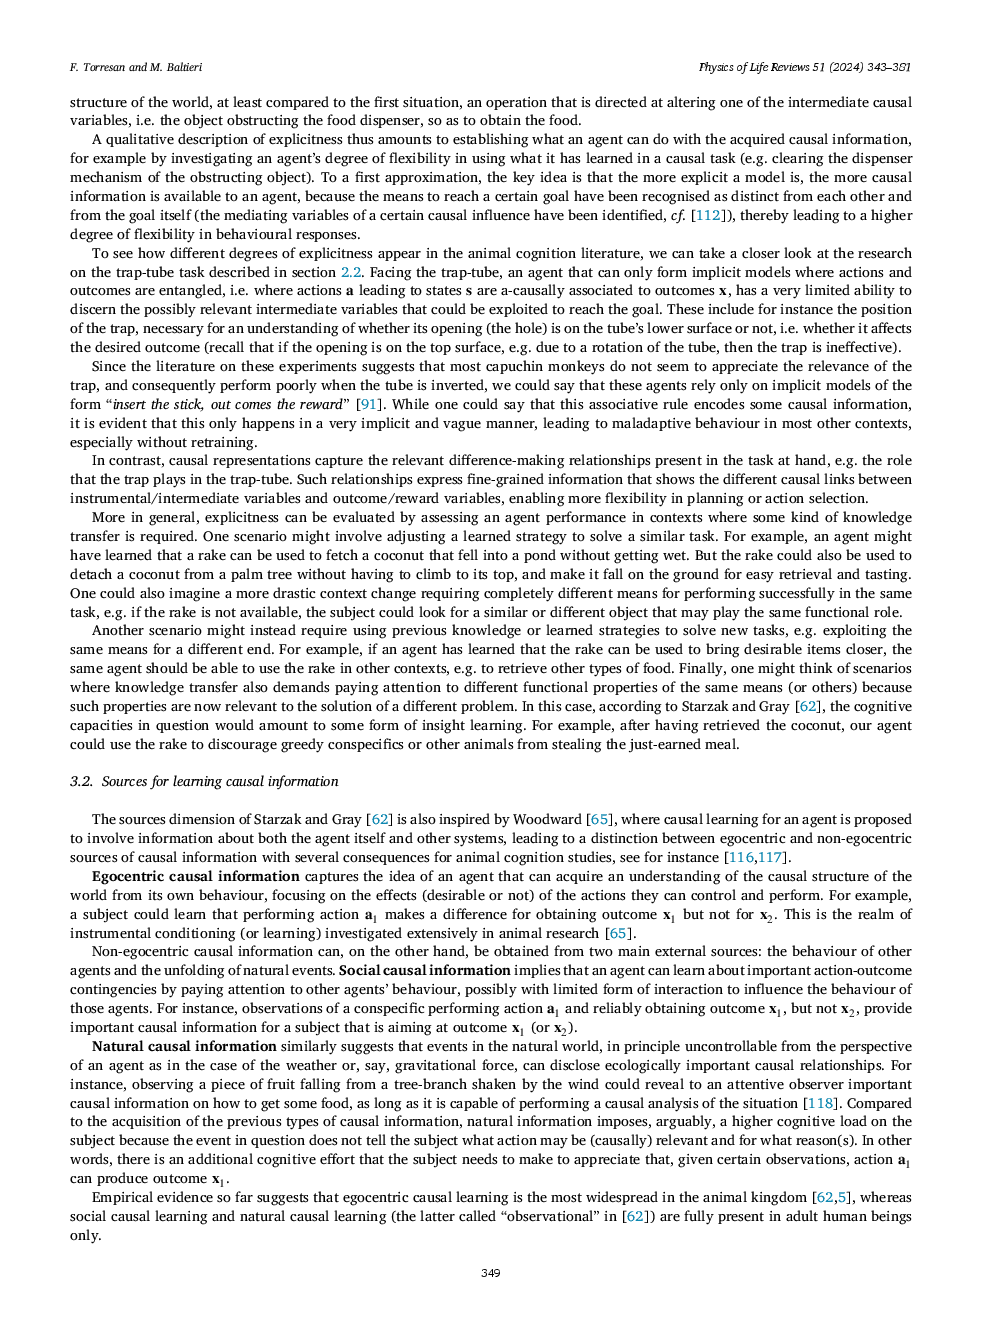 F. Torresan and M. Baltieri
Physics of Life Reviews 51 (2024) 343–381
structure of the world, at least compared to the first situation, an operation that is directed at altering one of the intermediate causal
variables, i.e. the object obstructing the food dispenser, so as to obtain the food.
A qualitative description of explicitness thus amounts to establishing what an agent can do with the acquired causal information,
for example by investigating an agent's degree of flexibility in using what it has learned in a causal task (e.g. clearing the dispenser
mechanism of the obstructing object). To a first approximation, the key idea is that the more explicit a model is, the more causal
information is available to an agent, because the means to reach a certain goal have been recognised as distinct from each other and
from the goal itself (the mediating variables of a certain causal influence have been identified, cf. [112]), thereby leading to a higher
degree of flexibility in behavioural responses.
To see how different degrees of explicitness appear in the animal cognition literature, we can take a closer look at the research
on the trap-tube task described in section 2.2. Facing the trap-tube, an agent that can only form implicit models where actions and
outcomes are entangled, i.e. where actions a leading to states s are a-causally associated to outcomes x, has a very limited ability to
discern the possibly relevant intermediate variables that could be exploited to reach the goal. These include for instance the position
of the trap, necessary for an understanding of whether its opening (the hole) is on the tube's lower surface or not, i.e. whether it affects
the desired outcome (recall that if the opening is on the top surface, e.g. due to a rotation of the tube, then the trap is ineffective).
Since the literature on these experiments suggests that most capuchin monkeys do not seem to appreciate the relevance of the
trap, and consequently perform poorly when the tube is inverted, we could say that these agents rely only on implicit models of the
form “insert the stick, out comes the reward” [91]. While one could say that this associative rule encodes some causal information,
it is evident that this only happens in a very implicit and vague manner, leading to maladaptive behaviour in most other contexts,
especially without retraining.
In contrast, causal representations capture the relevant difference-making relationships present in the task at hand, e.g. the role
that the trap plays in the trap-tube. Such relationships express fine-grained information that shows the different causal links between
instrumental/intermediate variables and outcome/reward variables, enabling more flexibility in planning or action selection.
More in general, explicitness can be evaluated by assessing an agent performance in contexts where some kind of knowledge
transfer is required. One scenario might involve adjusting a learned strategy to solve a similar task. For example, an agent might
have learned that a rake can be used to fetch a coconut that fell into a pond without getting wet. But the rake could also be used to
detach a coconut from a palm tree without having to climb to its top, and make it fall on the ground for easy retrieval and tasting.
One could also imagine a more drastic context change requiring completely different means for performing successfully in the same
task, e.g. if the rake is not available, the subject could look for a similar or different object that may play the same functional role.
Another scenario might instead require using previous knowledge or learned strategies to solve new tasks, e.g. exploiting the
same means for a different end. For example, if an agent has learned that the rake can be used to bring desirable items closer, the
same agent should be able to use the rake in other contexts, e.g. to retrieve other types of food. Finally, one might think of scenarios
where knowledge transfer also demands paying attention to different functional properties of the same means (or others) because
such properties are now relevant to the solution of a different problem. In this case, according to Starzak and Gray [62], the cognitive
capacities in question would amount to some form of insight learning. For example, after having retrieved the coconut, our agent
could use the rake to discourage greedy conspecifics or other animals from stealing the just-earned meal.
3.2. Sources for learning causal information
The sources dimension of Starzak and Gray [62] is also inspired by Woodward [65], where causal learning for an agent is proposed
to involve information about both the agent itself and other systems, leading to a distinction between egocentric and non-egocentric
sources of causal information with several consequences for animal cognition studies, see for instance [116,117].
Egocentric causal information captures the idea of an agent that can acquire an understanding of the causal structure of the
world from its own behaviour, focusing on the effects (desirable or not) of the actions they can control and perform. For example,
a subject could learn that performing action a₁ makes a difference for obtaining outcome x₁ but not for x₂. This is the realm of
instrumental conditioning (or learning) investigated extensively in animal research [65].
Non-egocentric causal information can, on the other hand, be obtained from two main external sources: the behaviour of other
agents and the unfolding of natural events. Social causal information implies that an agent can learn about important action-outcome
contingencies by paying attention to other agents' behaviour, possibly with limited form of interaction to influence the behaviour of
those agents. For instance, observations of a conspecific performing action a₁ and reliably obtaining outcome x₁, but not x₂, provide
important causal information for a subject that is aiming at outcome x₁ (or x₂).
Natural causal information similarly suggests that events in the natural world, in principle uncontrollable from the perspective
of an agent as in the case of the weather or, say, gravitational force, can disclose ecologically important causal relationships. For
instance, observing a piece of fruit falling from a tree-branch shaken by the wind could reveal to an attentive observer important
causal information on how to get some food, as long as it is capable of performing a causal analysis of the situation [118]. Compared
to the acquisition of the previous types of causal information, natural information imposes, arguably, a higher cognitive load on the
subject because the event in question does not tell the subject what action may be (causally) relevant and for what reason(s). In other
words, there is an additional cognitive effort that the subject needs to make to appreciate that, given certain observations, action a₁
can produce outcome x₁.
Empirical evidence so far suggests that egocentric causal learning is the most widespread in the animal kingdom [62,5], whereas
social causal learning and natural causal learning (the latter called “observational” in [62]) are fully present in adult human beings
only.
349